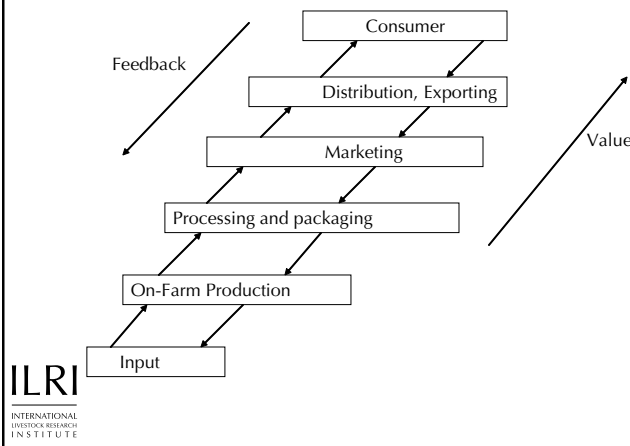 Consumer
Feedback
Distribution, Exporting
Value
Marketing
Processing and packaging
On-Farm Production
Input
ILRI
INTERNATIONAL
LIVESTOCK RESEARCH
INSTITUTE